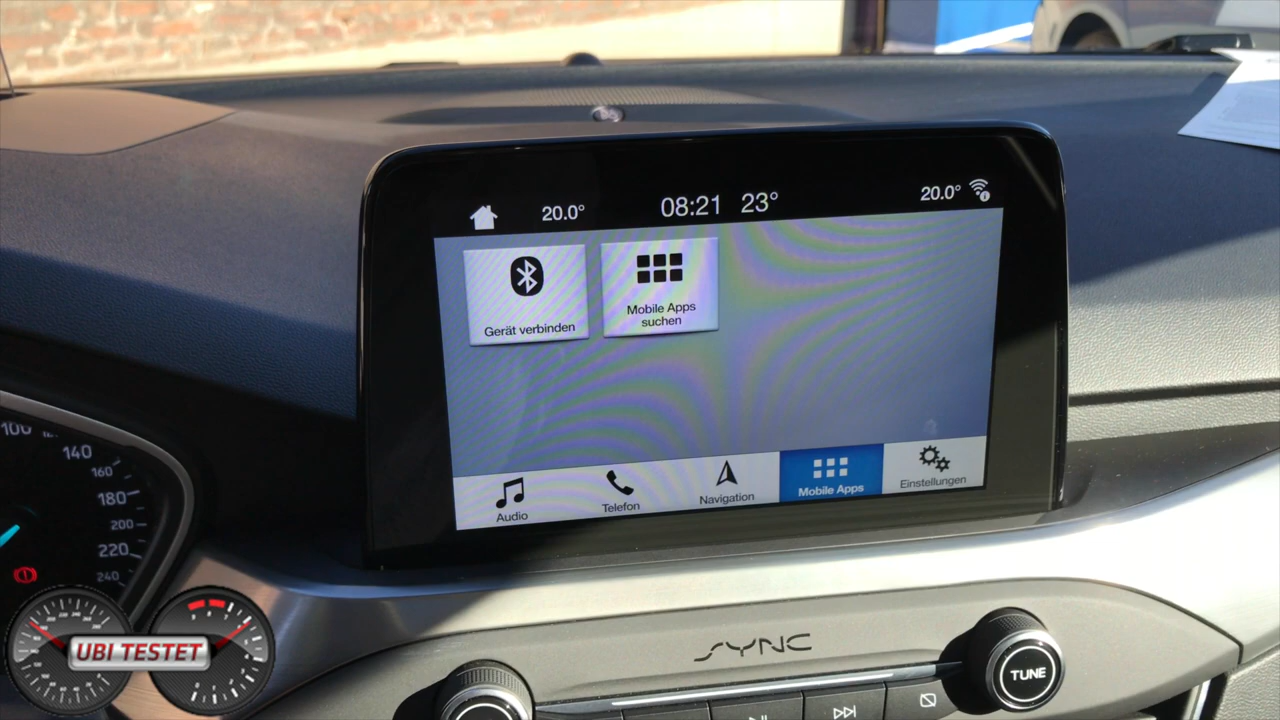 20.0°
08:21
23°
20.0°
Gerät verbinden
Mobile Apps
suchen
Audio
Telefon
Navigation
Mobile Apps
Einstellungen
100
140
160
180
200
220
240
SYNC
TUNE
UBI TESTET